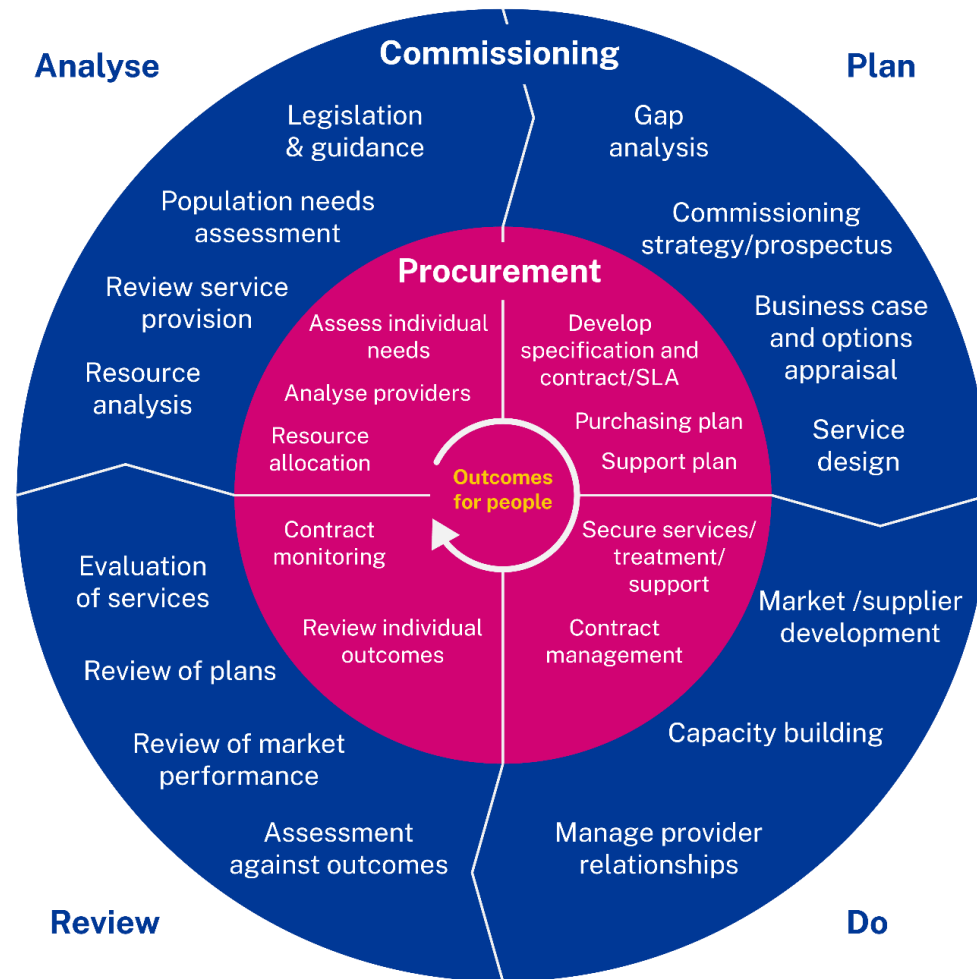 Analyse
Commissioning
Plan
Legislation
& guidance
Population needs
assessment
Review service
provision
Resource
analysis
Gap
analysis
Commissioning
strategy/prospectus
Business case
and options
appraisal
Service
design
Procurement
Assess individual
needs
Analyse providers
Resource
allocation
Develop
specification and
contract/SLA
Purchasing plan
Support plan
Outcomes
for people
Contract
monitoring
Review individual
outcomes
Secure services/
treatment/
support
Contract
management
Evaluation
of services
Review of plans
Review of market
performance
Assessment
against outcomes
Market /supplier
development
Capacity building
Manage provider
relationships
Review
Do